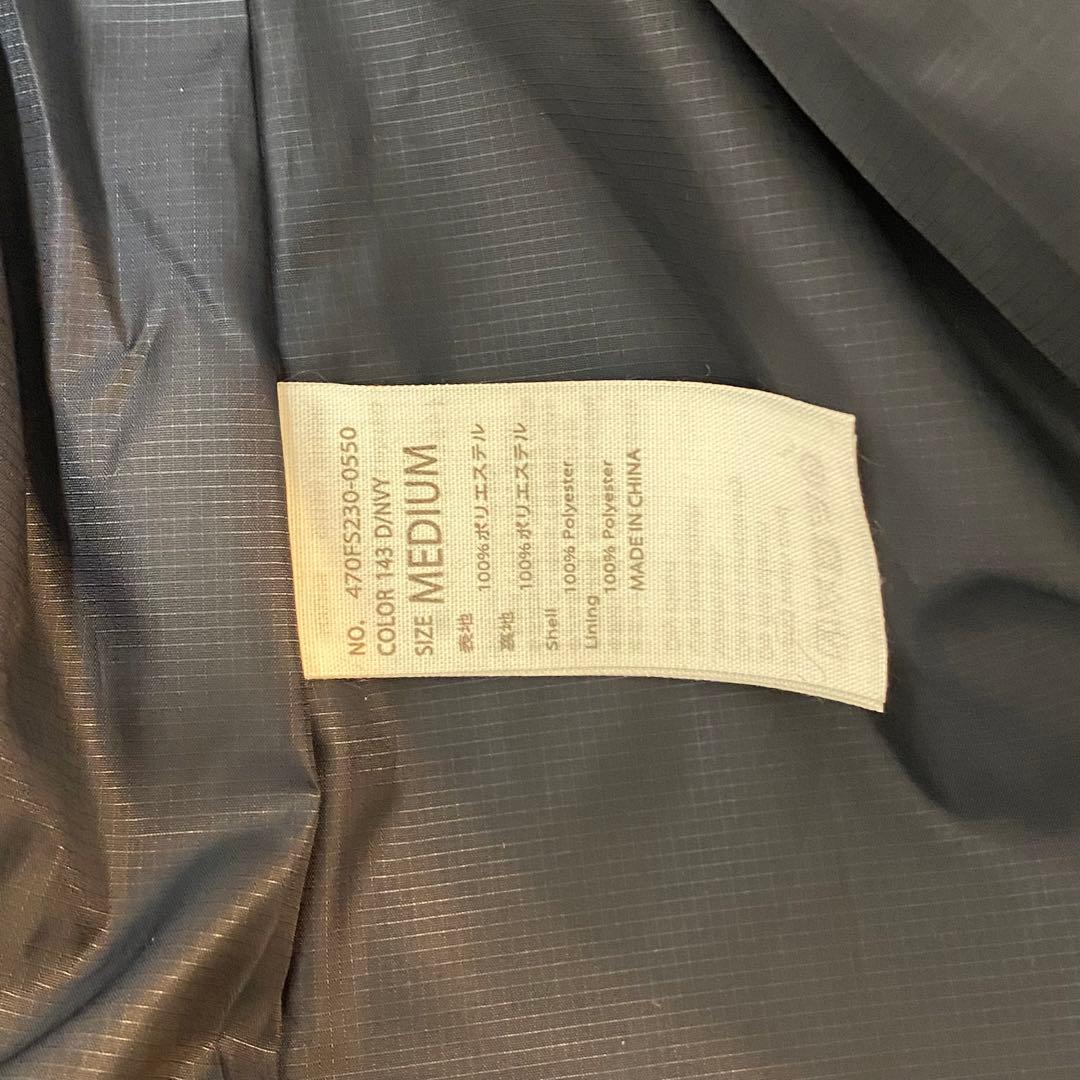 NO. 470FS230-0550
COLOR 143 D/NVY
SIZE MEDIUM
表地
100%ポリエステル
裏地
100%ポリエステル
Shell
100% Polyester
Lining
100% Polyester
MADE IN CHINA